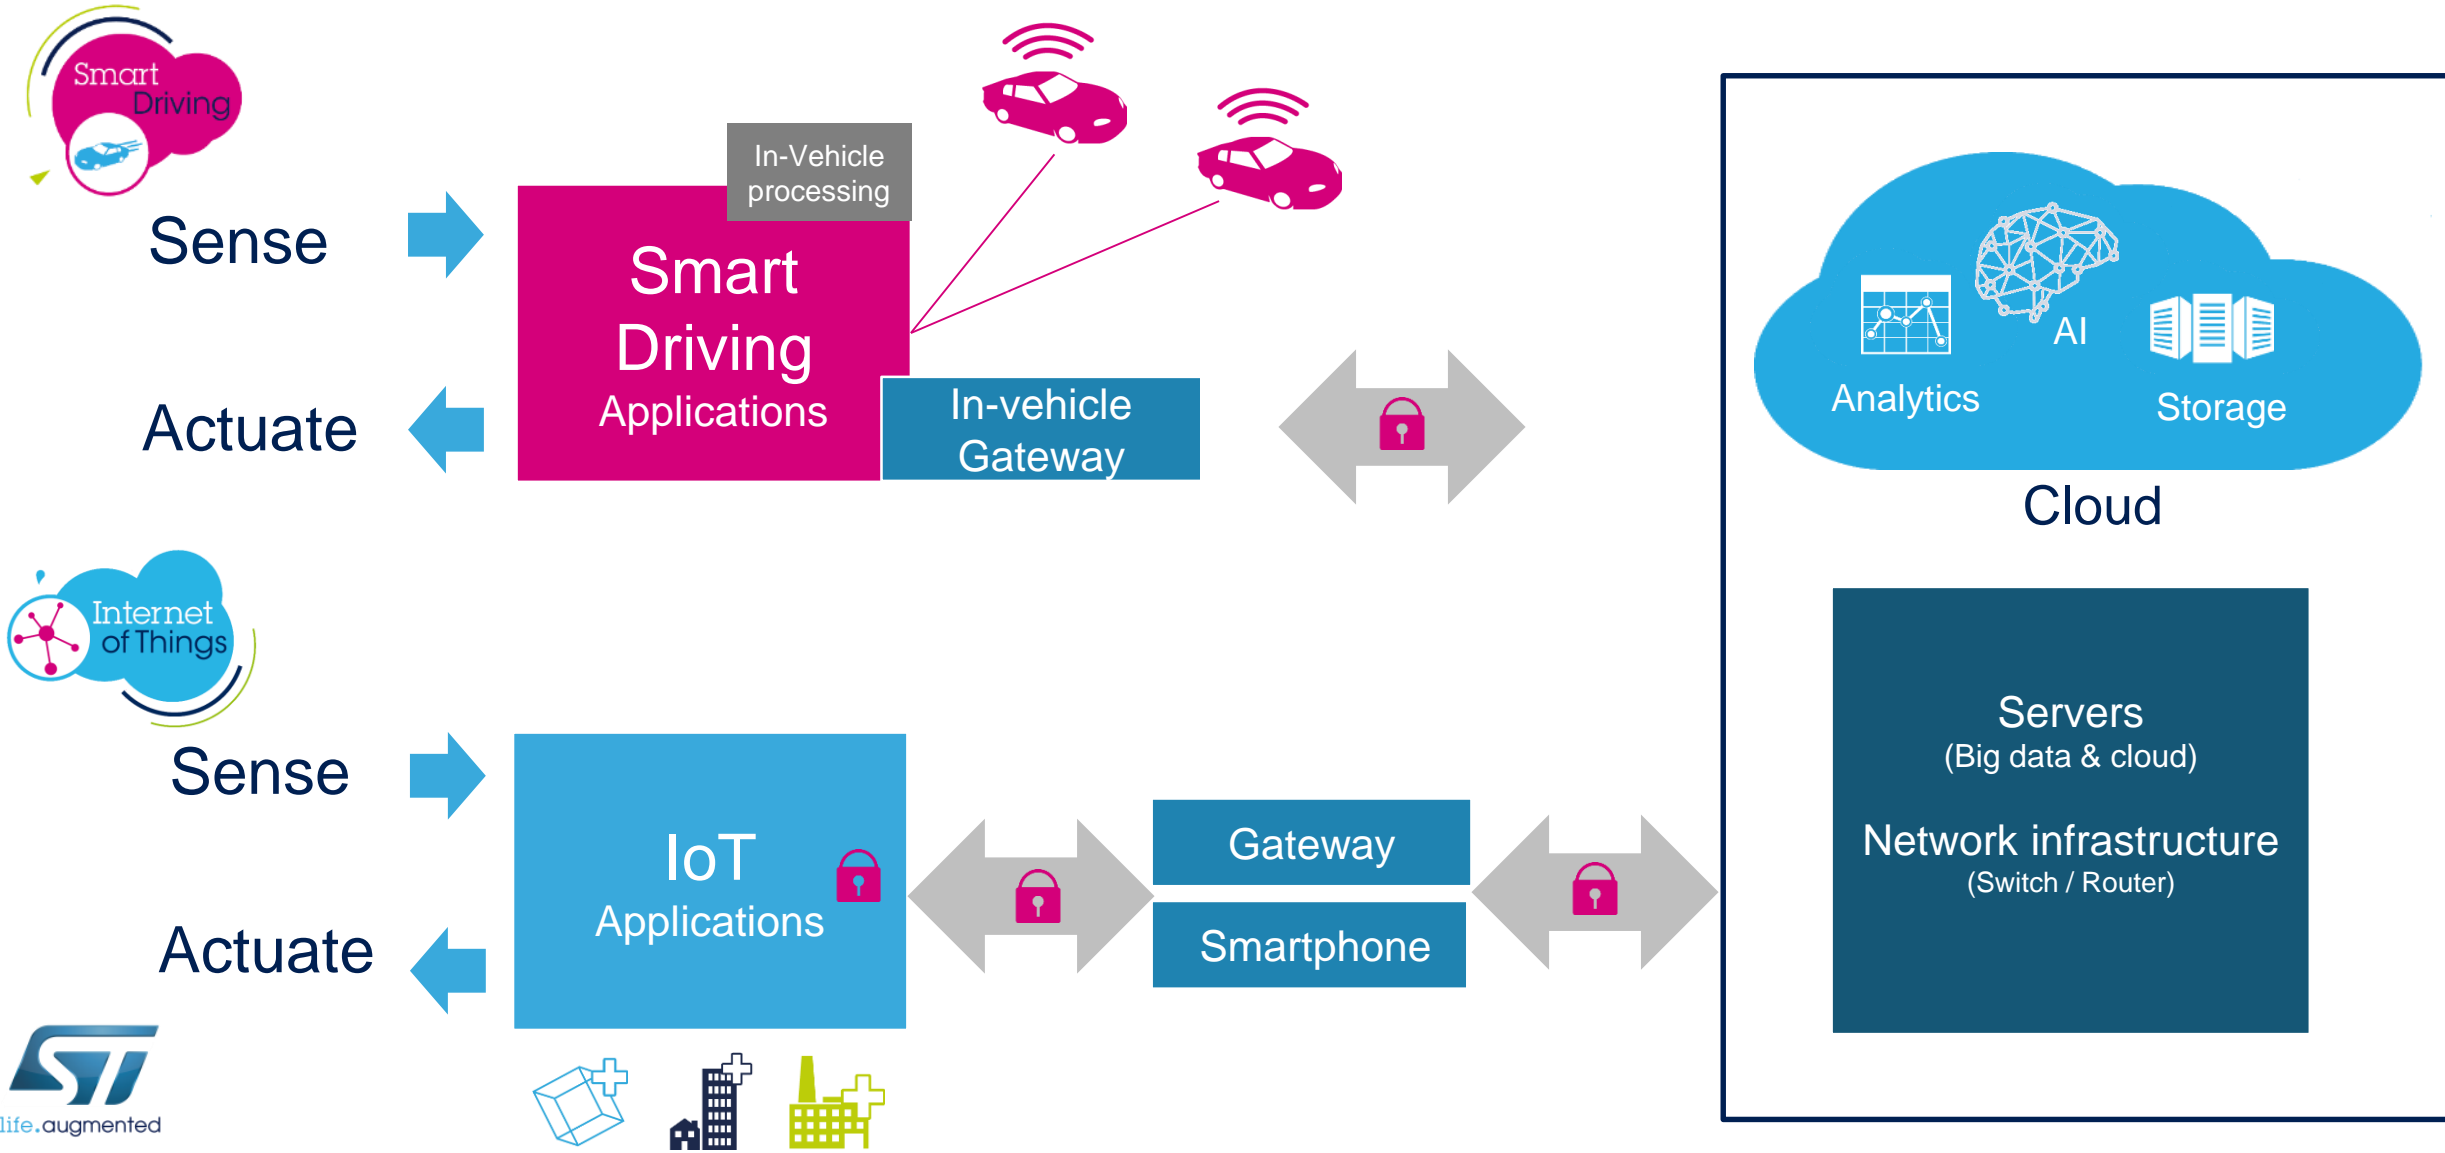 Smart
Driving
Sense
Actuate
In-Vehicle
processing
Smart
Driving
Applications
In-vehicle
Gateway
AI
Analytics
Storage
Cloud
Internet
of Things
Sense
Actuate
IoT
Applications
Gateway
Smartphone
Servers
(Big data & cloud)
Network infrastructure
(Switch / Router)
ST
life.augmented